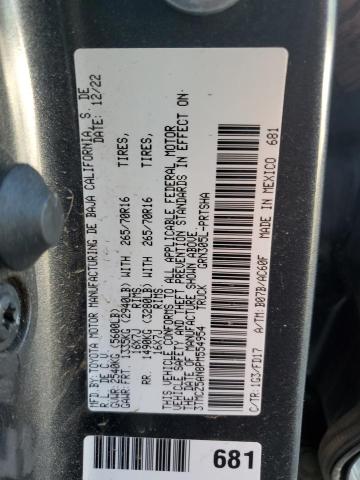 MFD. BY: TOYOTA MOTOR MANUFACTURING DE BAJA CALIFORNIA, S. DE
R.L. DE C.V. DATE: 12/22
GVWR: 2540KG (5600LB)
GAWR: FRT. 1335KG (2940LB) WITH 265/70R16 TIRES,
16X7J RIMS
RR. 1490KG (3280LB) WITH 265/70R16 TIRES,
16X7J RIMS
THIS VEHICLE CONFORMS TO ALL APPLICABLE FEDERAL MOTOR
VEHICLE SAFETY AND THEFT PREVENTION STANDARDS IN EFFECT ON
THE DATE OF MANUFACTURE SHOWN ABOVE.
3TMCZ5AN8PM554954 TRUCK GRN305L-PRTSHA
C/TR:1G3/FD17 A/TM:B07B/AC60F MADE IN MEXICO 681
681